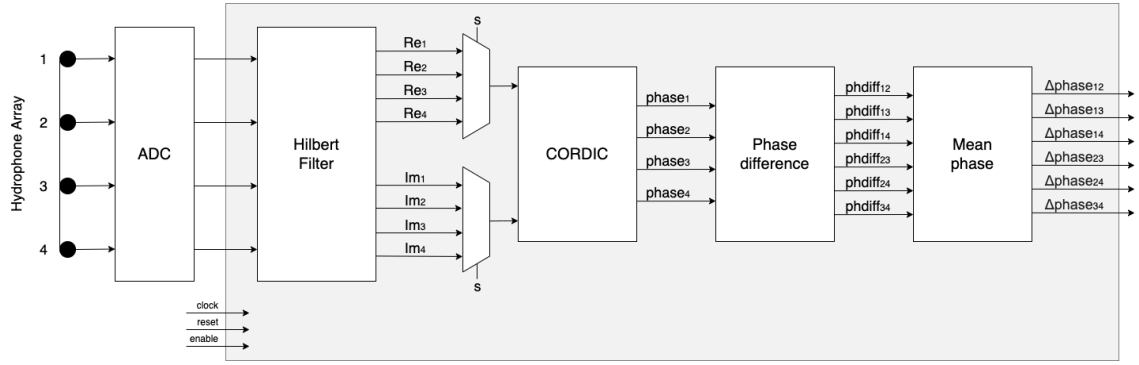 Hydrophone Array
1
2
3
4
ADC
Hilbert
Filter
Re1
Re2
Re3
Re4
Im1
Im2
Im3
Im4
s
s
CORDIC
phase1
phase2
phase3
phase4
Phase
difference
phdiff12
phdiff13
phdiff14
phdiff23
phdiff24
phdiff34
Mean
phase
Δphase12
Δphase13
Δphase14
Δphase23
Δphase24
Δphase34
clock
reset
enable